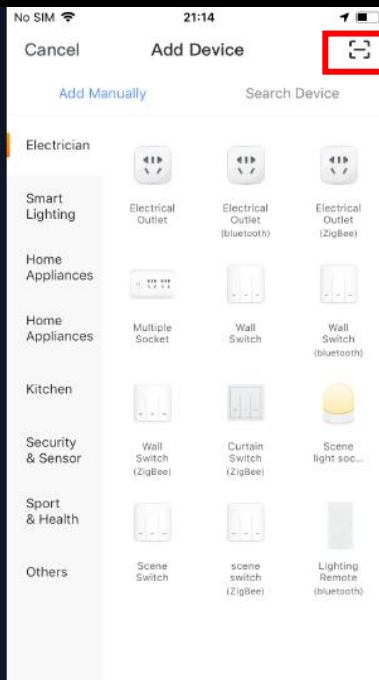 No SIM 21:14
Cancel Add Device
Add Manually Search Device
Electrician
Smart
Lighting
Home
Appliances
Home
Appliances
Kitchen
Security
& Sensor
Sport
& Health
Others
Electrical
Outlet
Electrical
Outlet
(bluetooth)
Electrical
Outlet
(ZigBee)
Multiple
Socket
Wall
Switch
Wall
Switch
(bluetooth)
Wall
Switch
(ZigBee)
Curtain
Switch
(ZigBee)
Scene
light soc...
Scene
Switch
scene
switch
(ZigBee)
Lighting
Remote
(bluetooth)